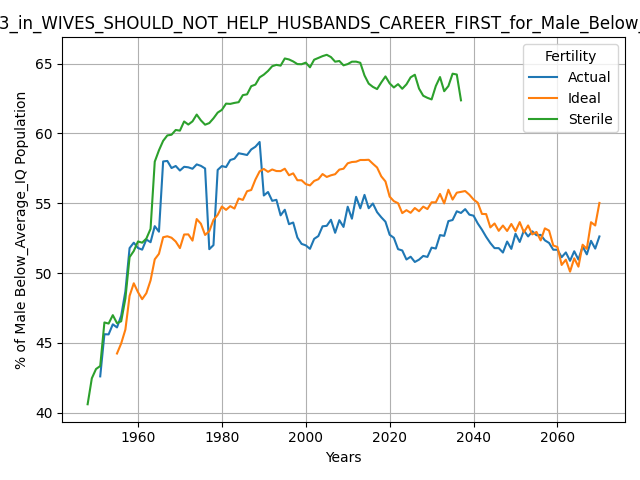 3_in_WIVES_SHOULD_NOT_HELP_HUSBANDS_CAREER_FIRST_for_Male_Below_
% of Male Below_Average_IQ Population
65
60
55
50
45
40
Fertility
Actual
Ideal
Sterile
1960 1980 2000 2020 2040 2060
Years